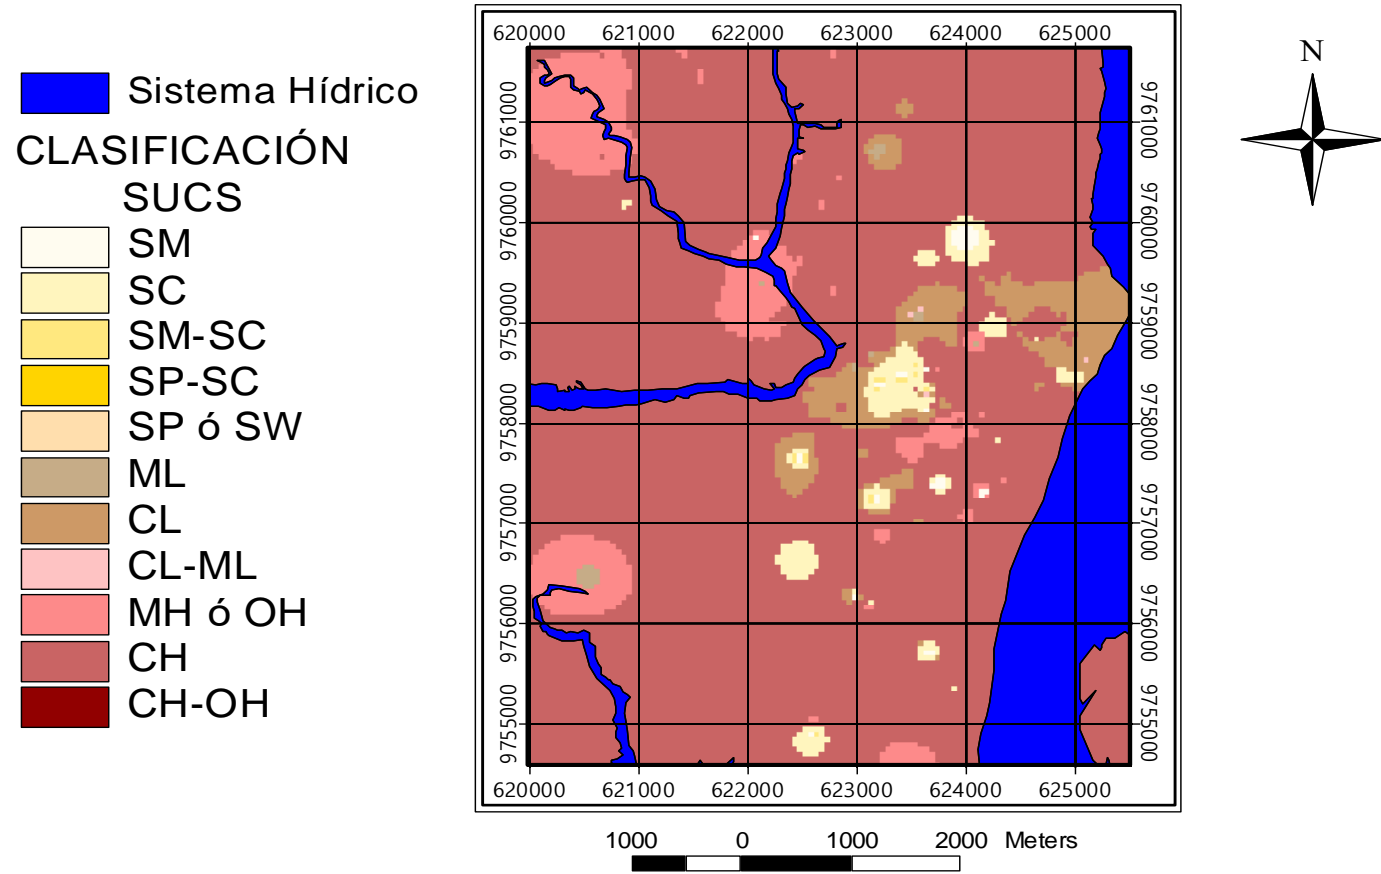 Sistema Hídrico
CLASIFICACIÓN
SUCS
SM
SC
SM-SC
SP-SC
SP ó SW
ML
CL
CL-ML
MH ó OH
CH
CH-OH
620000 621000 622000 623000 624000 625000
9761000
9760000
9759000
9758000
9757000
9756000
9755000
9761000
9760000
9759000
9758000
9757000
9756000
9755000
620000 621000 622000 623000 624000 625000
1000 0 1000 2000 Meters
N